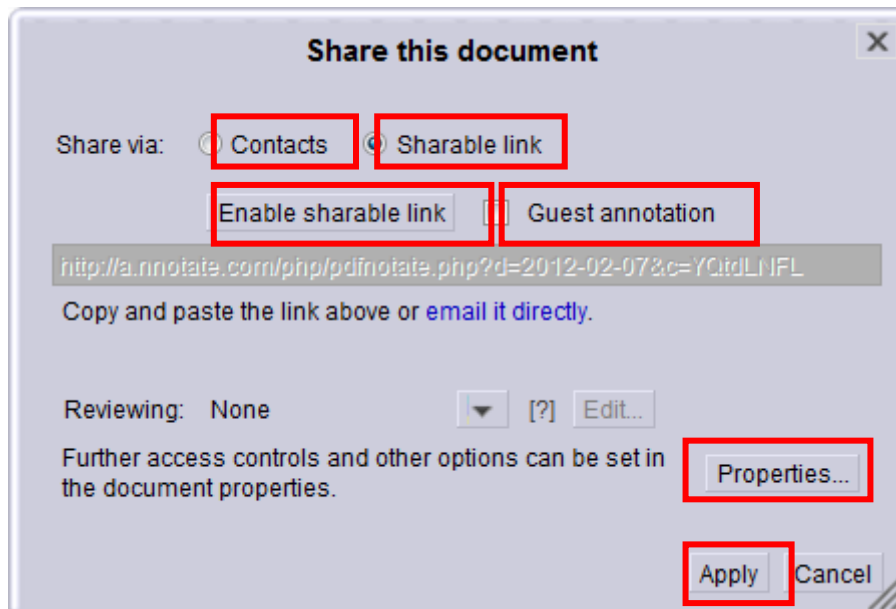 Share this document
Share via: Contacts Sharable link
Enable sharable link Guest annotation
http://a.nnotate.com/php/pdfnotate.php?d=2012-02-07&c=YQtdLNFL
Copy and paste the link above or email it directly.
Reviewing: None [?] Edit...
Further access controls and other options can be set in
the document properties.
Properties...
Apply Cancel